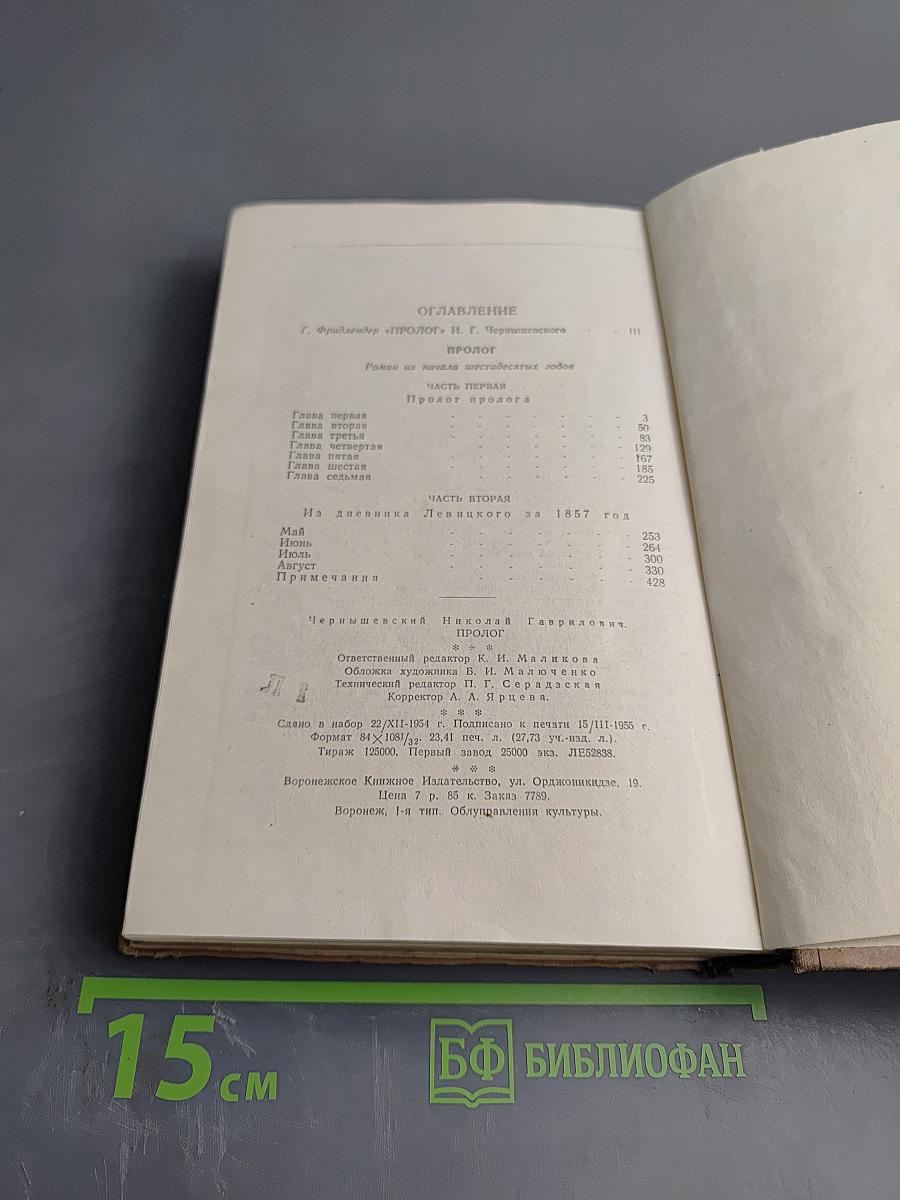 ОГЛАВЛЕНИЕ
Г. Фридлендер «ПРОЛОГ» Н. Г. Чернышевского - - III
ПРОЛОГ
Роман из начала шестидесятых годов
ЧАСТЬ ПЕРВАЯ
Пролог пролога
Глава первая - - - - - - - 3
Глава вторая - - - - - - - 50
Глава третья - - - - - - - 83
Глава четвертая - - - - - - - 129
Глава пятая - - - - - - - 167
Глава шестая - - - - - - - 185
Глава седьмая - - - - - - - 225
ЧАСТЬ ВТОРАЯ
Из дневника Левицкого за 1857 год
Май - - - - - - - 253
Июнь - - - - - - - 264
Июль - - - - - - - 300
Август - - - - - - - 330
Примечания - - - - - - 428
Чернышевский Николай Гаврилович.
ПРОЛОГ
* * *
Ответственный редактор К. И. Маликова
Обложка художника Б. И. Малюченко
Технический редактор П. Г. Серадзская
Корректор А. А. Ярцева.
* * *
Сдано в набор 22/XII-1954 г. Подписано к печати 15/III-1955 г.
Формат 84×1081/32. 23,41 печ. л. (27,73 уч.-изд. л.).
Тираж 125000. Первый завод 25000 экз. ЛЕ52838.
* * *
Воронежское Книжное Издательство, ул. Орджоникидзе, 19.
Цена 7 р. 85 к. Заказ 7789.
Воронеж, 1-я тип. Облуправления культуры.
15 см
БФ БИБЛИОФАН